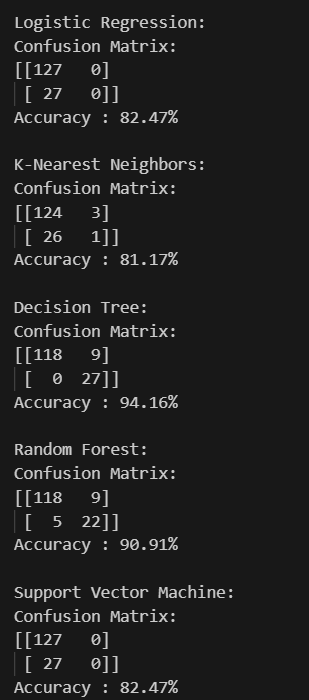 Logistic Regression:
Confusion Matrix:
[[127   0]
 [ 27   0]]
Accuracy : 82.47%

K-Nearest Neighbors:
Confusion Matrix:
[[124   3]
 [ 26   1]]
Accuracy : 81.17%

Decision Tree:
Confusion Matrix:
[[118   9]
 [  0  27]]
Accuracy : 94.16%

Random Forest:
Confusion Matrix:
[[118   9]
 [  5  22]]
Accuracy : 90.91%

Support Vector Machine:
Confusion Matrix:
[[127   0]
 [ 27   0]]
Accuracy : 82.47%